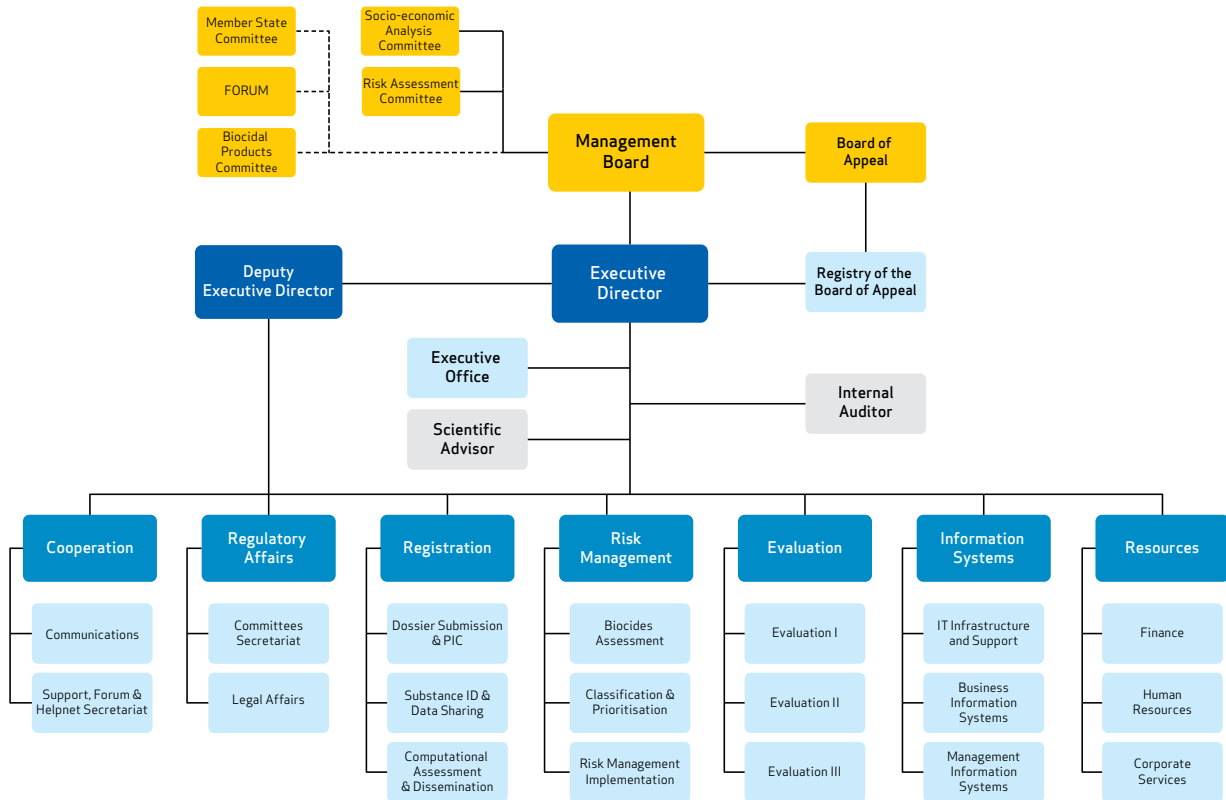 Member State
Committee
Socio-economic
Analysis
Committee
FORUM
Risk Assessment
Committee
Biocidal
Products
Committee
Management
Board
Board of
Appeal
Deputy
Executive Director
Executive
Director
Registry of the
Board of Appeal
Executive
Office
Internal
Auditor
Scientific
Advisor
Cooperation
Regulatory
Affairs
Registration
Risk
Management
Evaluation
Information
Systems
Resources
Communications
Committees
Secretariat
Dossier Submission
& PIC
Biocides
Assessment
Evaluation I
IT Infrastructure
and Support
Finance
Support, Forum &
Helpnet Secretariat
Legal Affairs
Substance ID &
Data Sharing
Classification &
Prioritisation
Evaluation II
Business
Information
Systems
Human
Resources
Computational
Assessment
& Dissemination
Risk Management
Implementation
Evaluation III
Management
Information
Systems
Corporate
Services